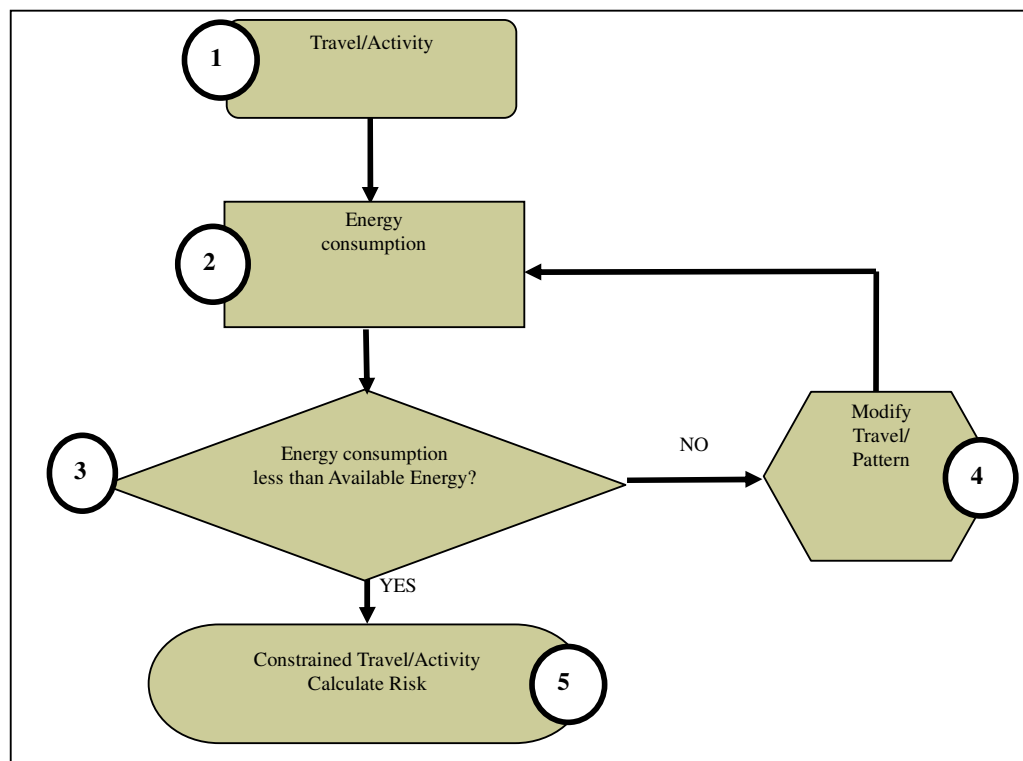 1
Travel/Activity
2
Energy
consumption
3
Energy consumption
less than Available Energy?
NO
Modify
Travel/
Pattern
4
YES
Constrained Travel/Activity
Calculate Risk
5